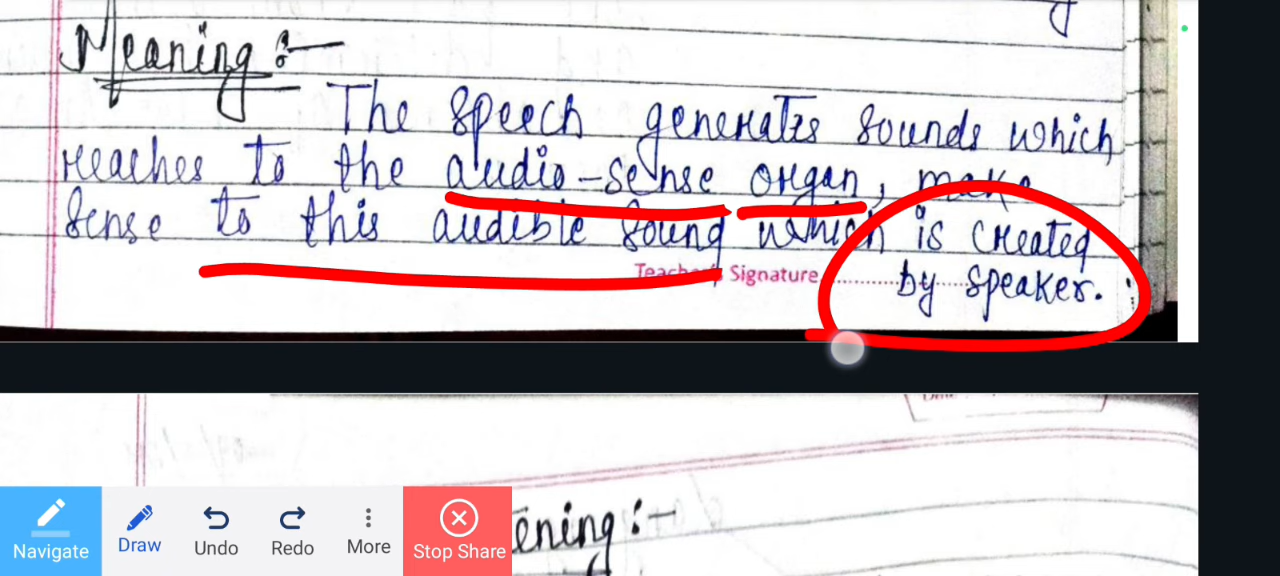 Meaning :-
The speech generates sounds which
reaches to the audio-sense organ, make
sense to this audible sound which is created
Teacher's Signature ............ by speaker.
ening :-
Navigate
Draw
Undo
Redo
More
Stop Share